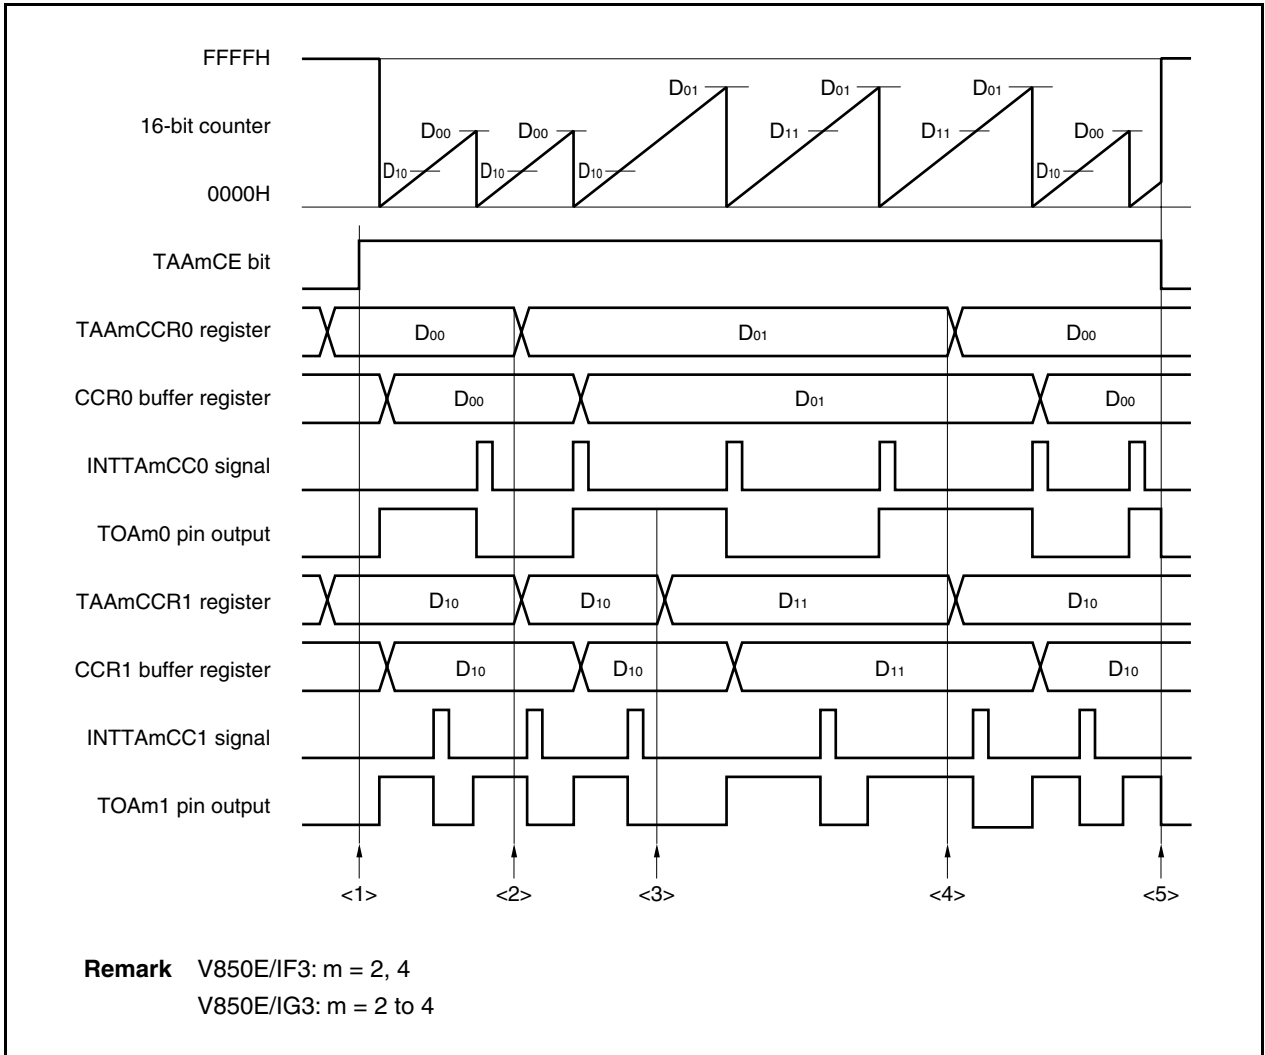 FFFFH
D01 D01 D01
16-bit counter D00 D00 D11 D11 D00
D10 D10 D10 D10
0000H
TAAmCE bit
TAAmCCR0 register D00 D01 D00
CCR0 buffer register D00 D01 D00
INTTAmCC0 signal
TOAm0 pin output
TAAmCCR1 register D10 D10 D11 D10
CCR1 buffer register D10 D10 D11 D10
INTTAmCC1 signal
TOAm1 pin output
<1> <2> <3> <4> <5>
Remark V850E/IF3: m = 2, 4
V850E/IG3: m = 2 to 4